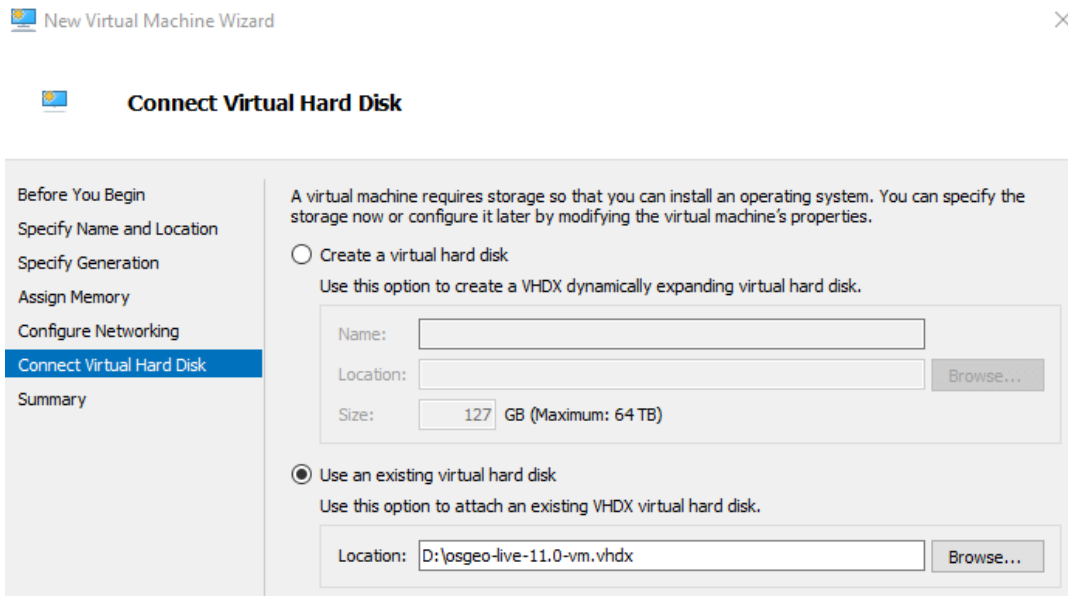 New Virtual Machine Wizard
Connect Virtual Hard Disk
Before You Begin
Specify Name and Location
Specify Generation
Assign Memory
Configure Networking
Connect Virtual Hard Disk
Summary
A virtual machine requires storage so that you can install an operating system. You can specify the
storage now or configure it later by modifying the virtual machine's properties.
Create a virtual hard disk
Use this option to create a VHDX dynamically expanding virtual hard disk.
Name:
Location:
Browse...
Size: 127 GB (Maximum: 64 TB)
Use an existing virtual hard disk
Use this option to attach an existing VHDX virtual hard disk.
Location: D:\osgeo-live-11.0-vm.vhdx Browse...